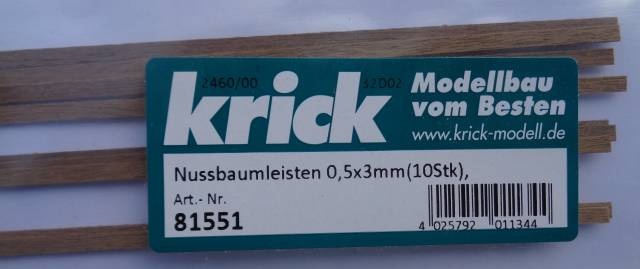 2460/00 32D02
krick
Modellbau
vom Besten
www.krick-modell.de
Nussbaumleisten 0,5x3mm(10Stk),
Art.- Nr.
81551
4 025792 011344